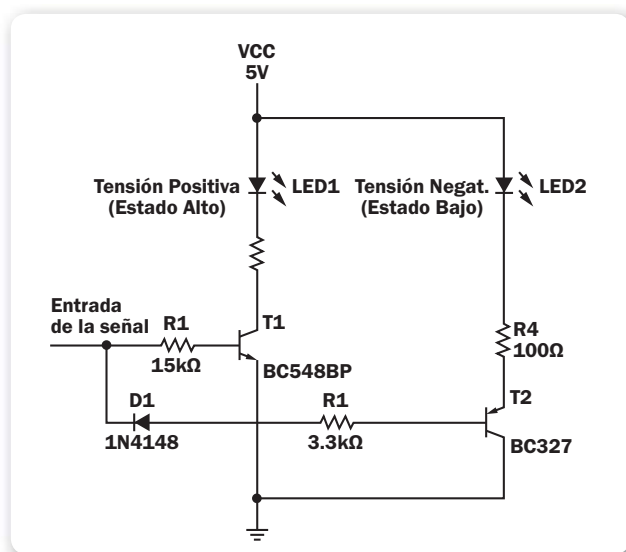 VCC
5V
Tensión Positiva
(Estado Alto)
LED1
Tensión Negat.
(Estado Bajo)
LED2
Entrada
de la señal
R1
15kΩ
T1
BC548BP
R4
100Ω
D1
1N4148
R1
3.3kΩ
T2
BC327